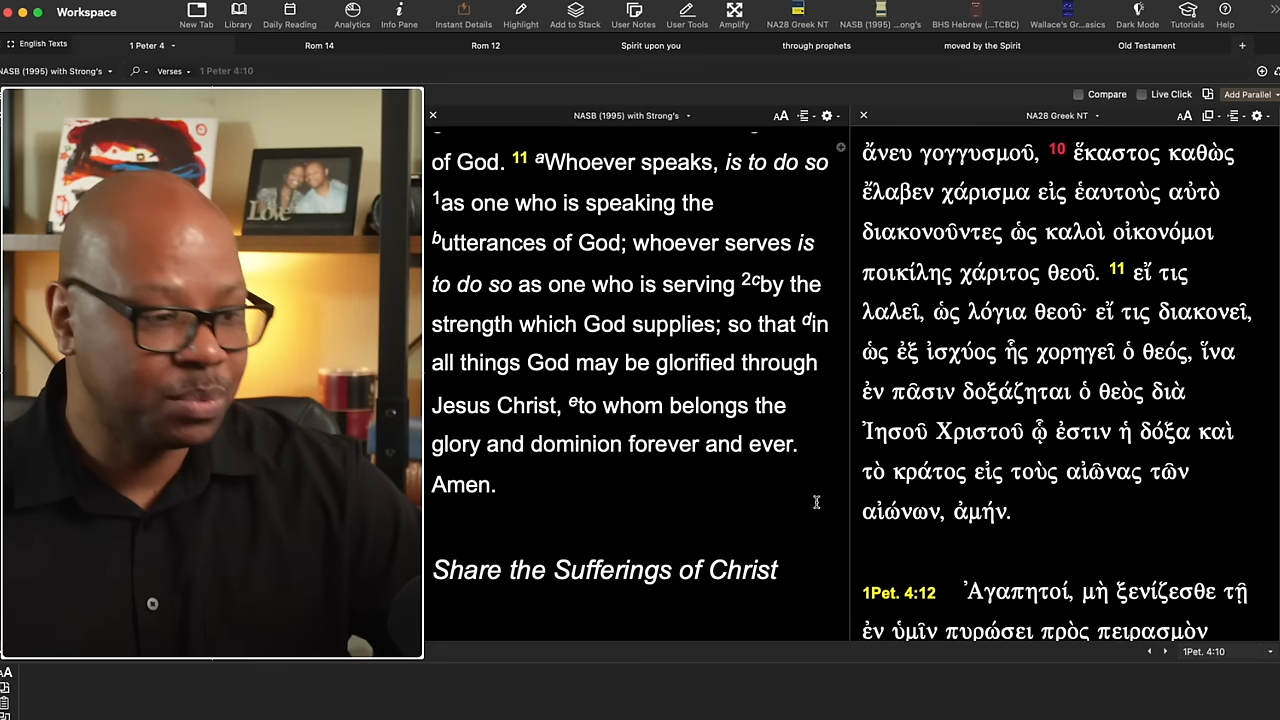 Workspace
New Tab
Library
Daily Reading
Analytics
Info Pane
Instant Details
Highlight
Add to Stack
User Notes
User Tools
Amplify
NA28 Greek NT
NASB (1995) ...ong's
BHS Hebrew (...TCBC)
Wallace's Gr...asics
Dark Mode
Tutorials
Help
English Texts
1 Peter 4
Rom 14
Rom 12
Spirit upon you
through prophets
moved by the Spirit
Old Testament
NASB (1995) with Strong's
Verses
1 Peter 4:10
Compare
Live Click
Add Parallel
NASB (1995) with Strong's
AA
of God. 11 aWhoever speaks, is to do so
1as one who is speaking the
butterances of God; whoever serves is
to do so as one who is serving 2cby the
strength which God supplies; so that din
all things God may be glorified through
Jesus Christ, eto whom belongs the
glory and dominion forever and ever.
Amen.
Share the Sufferings of Christ
NA28 Greek NT
AA
ἄνευ γογγυσμοῦ, 10 ἕκαστος καθὼς
ἔλαβεν χάρισμα εἰς ἑαυτοὺς αὐτὸ
διακονοῦντες ὡς καλοὶ οἰκονόμοι
ποικίλης χάριτος θεοῦ. 11 εἴ τις
λαλεῖ, ὡς λόγια θεοῦ· εἴ τις διακονεῖ,
ὡς ἐξ ἰσχύος ἧς χορηγεῖ ὁ θεός, ἵνα
ἐν πᾶσιν δοξάζηται ὁ θεὸς διὰ
Ἰησοῦ Χριστοῦ ᾧ ἐστιν ἡ δόξα καὶ
τὸ κράτος εἰς τοὺς αἰῶνας τῶν
αἰώνων, ἀμήν.
1Pet. 4:12 Ἀγαπητοί, μὴ ξενίζεσθε τῇ
ἐν ὑμῖν πυρώσει πρὸς πειρασμὸν
1Pet. 4:10
Love
AA